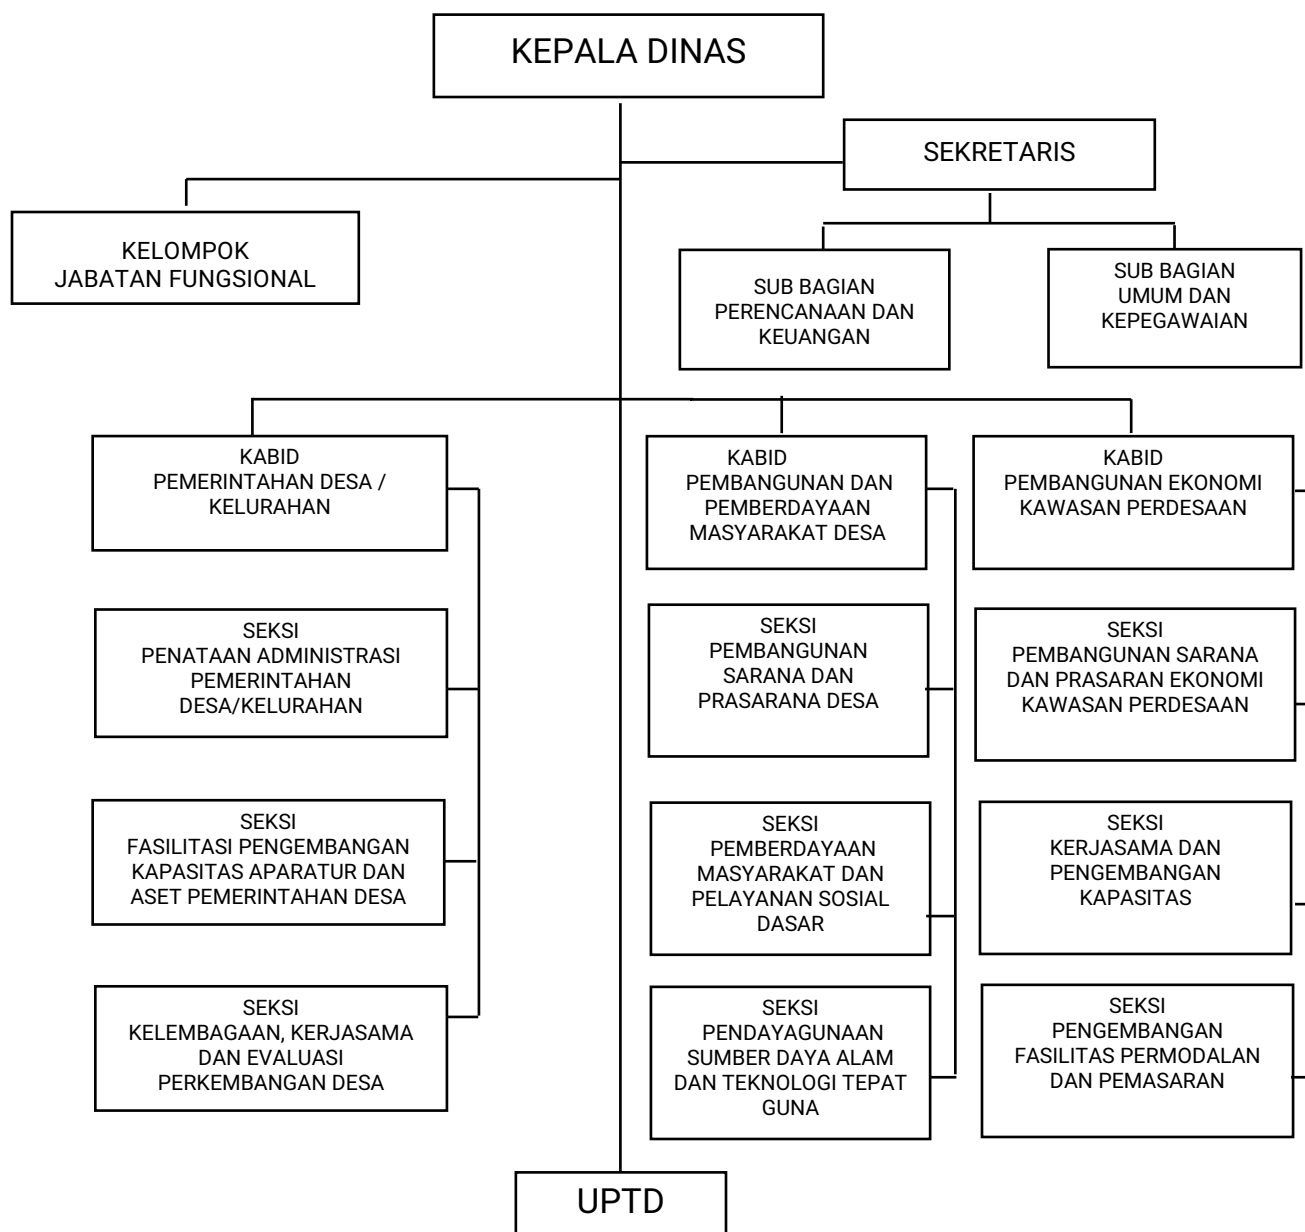 KEPALA DINAS
SEKRETARIS
KELOMPOK
JABATAN FUNGSIONAL
SUB BAGIAN
PERENCANAAN DAN
KEUANGAN
SUB BAGIAN
UMUM DAN
KEPEGAWAIAN
KABID
PEMERINTAHAN DESA /
KELURAHAN
KABID
PEMBANGUNAN DAN
PEMBERDAYAAN
MASYARAKAT DESA
KABID
PEMBANGUNAN EKONOMI
KAWASAN PERDESAAN
SEKSI
PENATAAN ADMINISTRASI
PEMERINTAHAN
DESA/KELURAHAN
SEKSI
PEMBANGUNAN
SARANA DAN
PRASARANA DESA
SEKSI
PEMBANGUNAN SARANA
DAN PRASARAN EKONOMI
KAWASAN PERDESAAN
SEKSI
FASILITASI PENGEMBANGAN
KAPASITAS APARATUR DAN
ASET PEMERINTAHAN DESA
SEKSI
PEMBERDAYAAN
MASYARAKAT DAN
PELAYANAN SOSIAL
DASAR
SEKSI
KERJASAMA DAN
PENGEMBANGAN
KAPASITAS
SEKSI
KELEMBAGAAN, KERJASAMA
DAN EVALUASI
PERKEMBANGAN DESA
SEKSI
PENDAYAGUNAAN
SUMBER DAYA ALAM
DAN TEKNOLOGI TEPAT
GUNA
SEKSI
PENGEMBANGAN
FASILITAS PERMODALAN
DAN PEMASARAN
UPTD